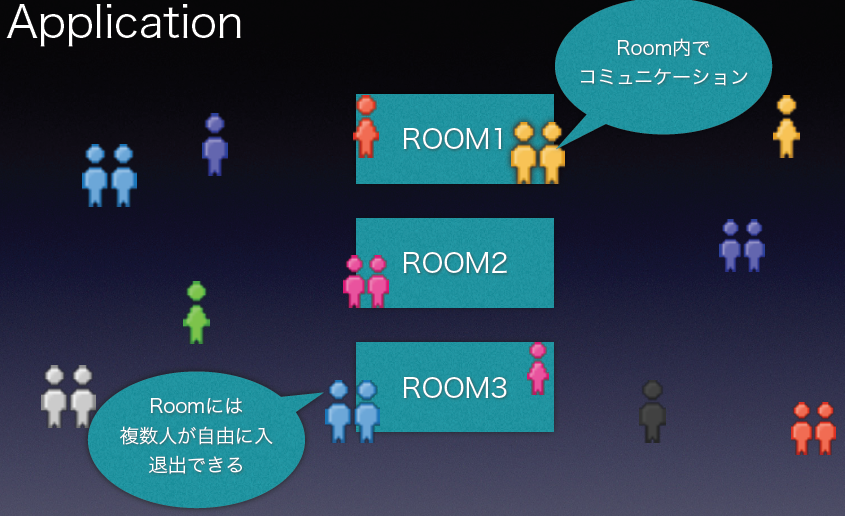 Application
Room内で
コミュニケーション
ROOM1
ROOM2
ROOM3
Roomには
複数人が自由に入
退出できる